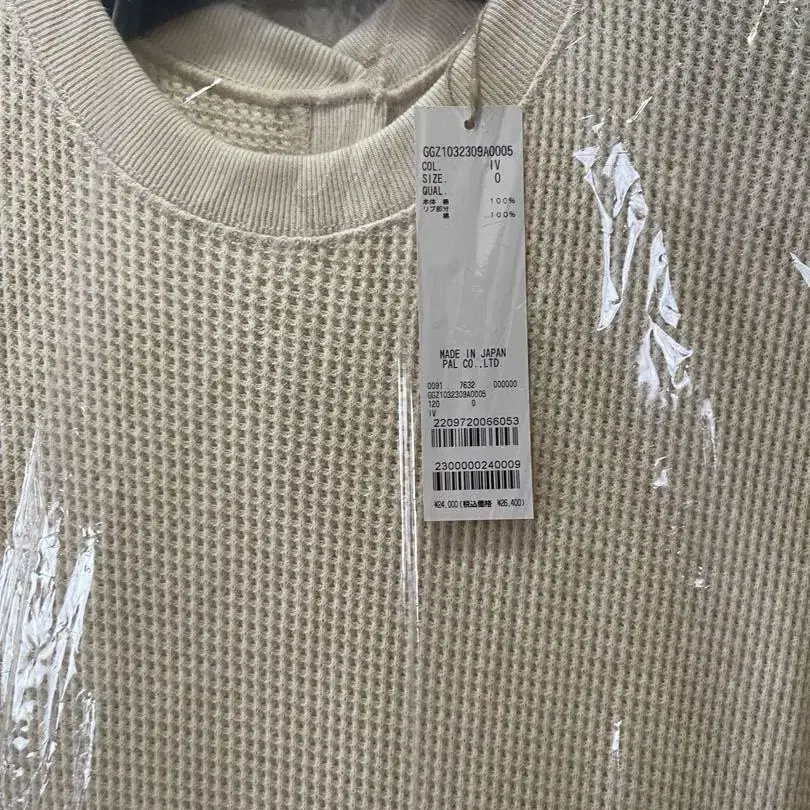 GGZ1032309A0005
COL. IV
SIZE. 0
QUAL.
本体 綿 100%
リブ部分
綿 100%
MADE IN JAPAN
PAL CO.,LTD.
0091 7632 000000
GGZ1032309A0005
120 0
IV
2209720066053
2300000240009
¥24,000(税込価格 ¥26,400)